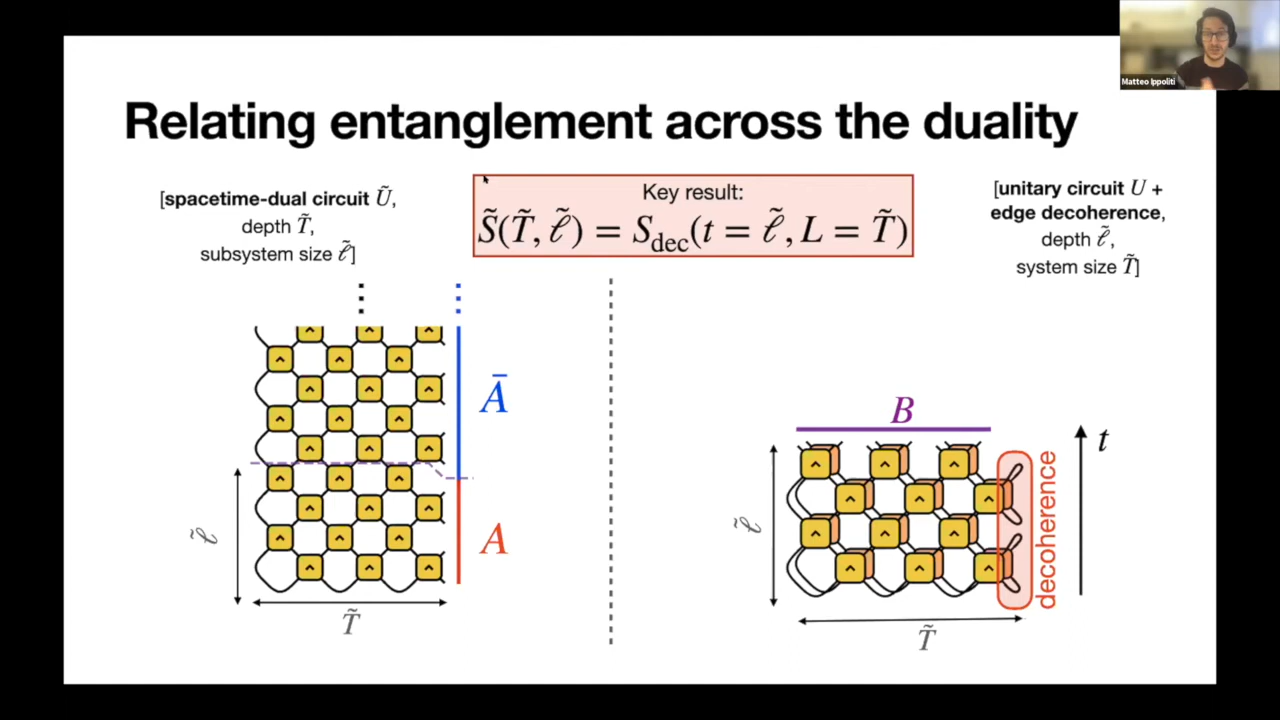 Matteo Ippoliti
Relating entanglement across the duality
[spacetime-dual circuit Ũ,
depth T̃,
subsystem size ℓ̃]
Key result:
S̃(T̃, ℓ̃) = S_dec(t = ℓ̃, L = T̃)
[unitary circuit U +
edge decoherence,
depth ℓ̃,
system size T̃]
Ā
A
ℓ̃
T̃
B
t
ℓ̃
decoherence
T̃